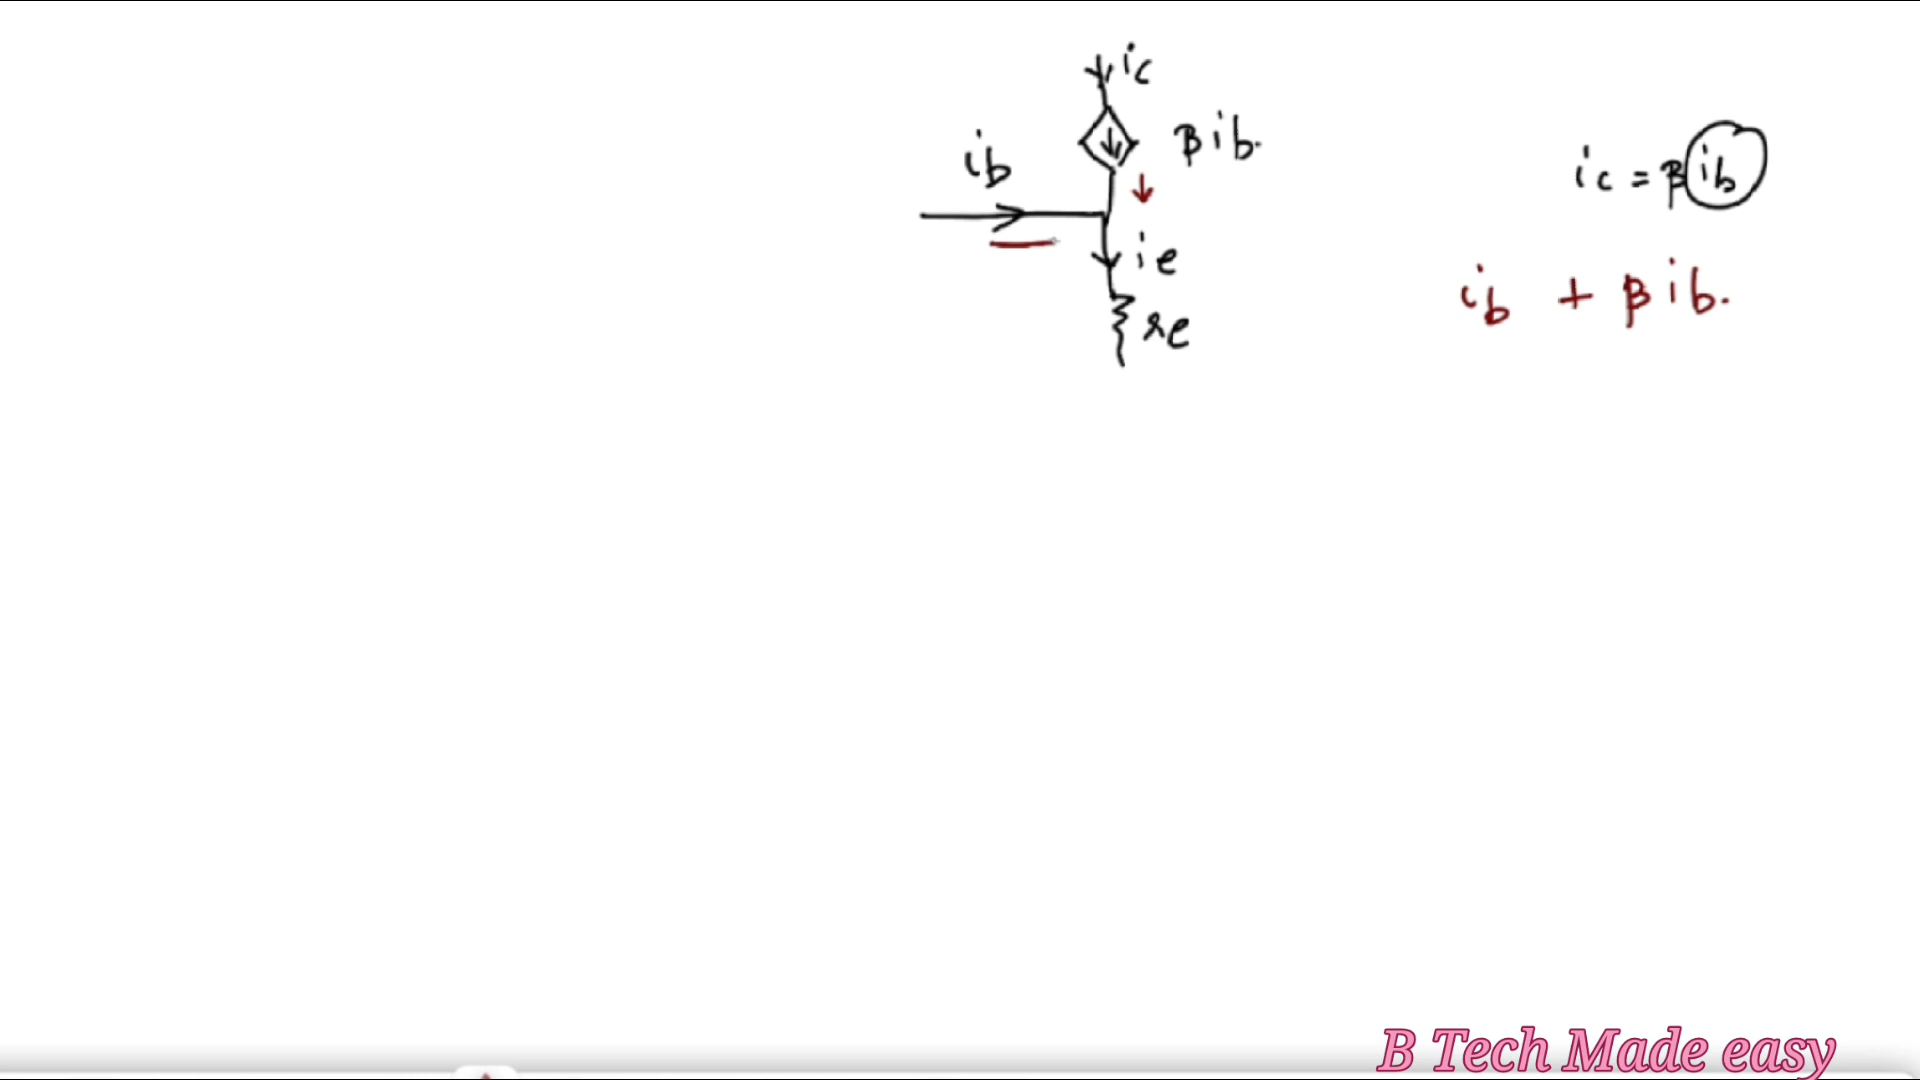 ic
βib.
ib
ic = βib
ie
ib + βib.
re
B Tech Made easy